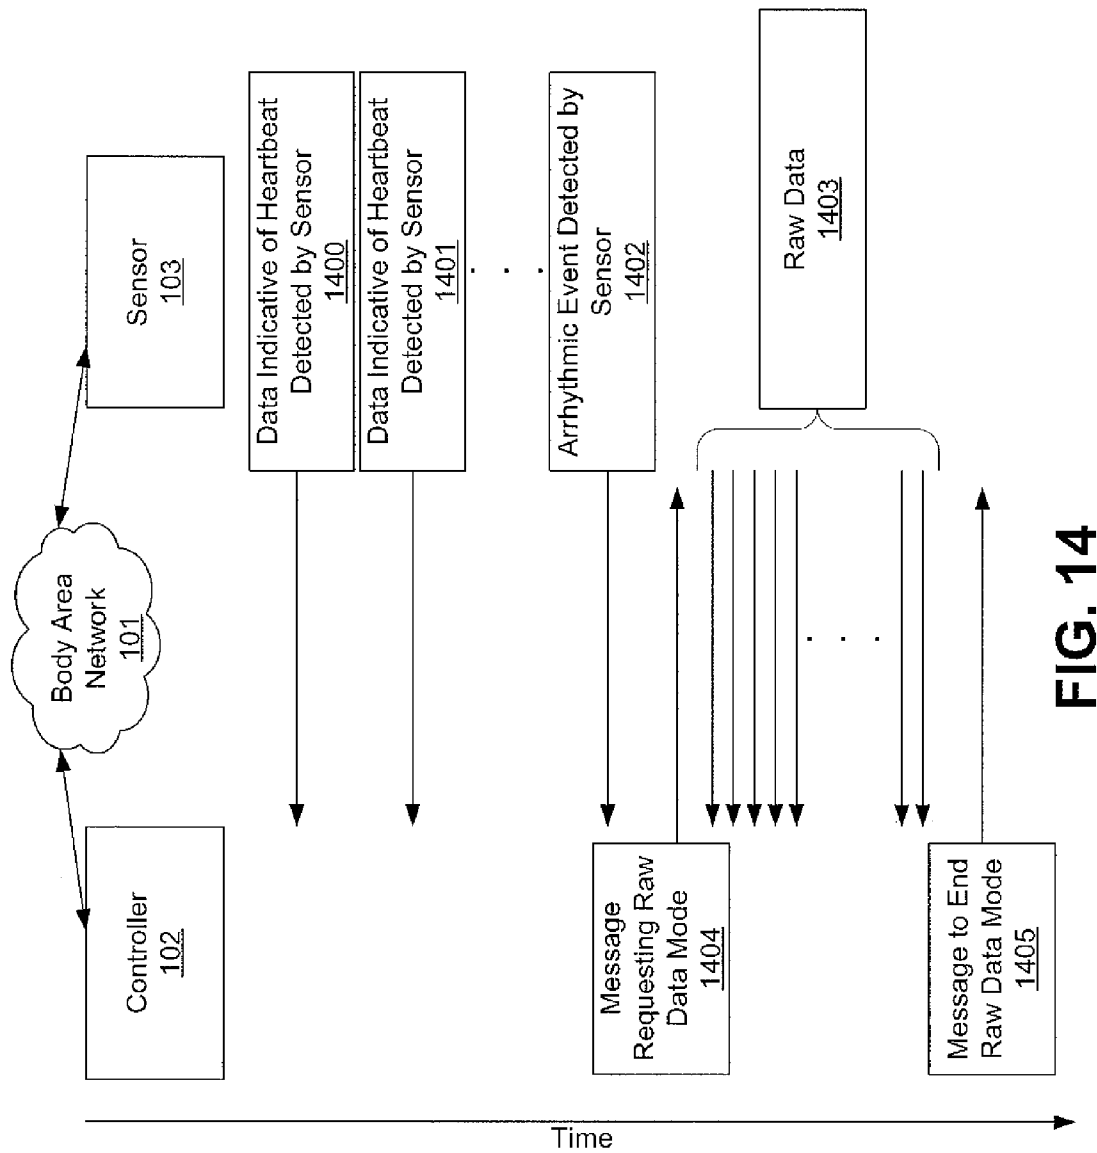 Controller
102
Body Area
Network
101
Sensor
103
Data Indicative of Heartbeat
Detected by Sensor
1400
Data Indicative of Heartbeat
Detected by Sensor
1401
Arrhythmic Event Detected by
Sensor
1402
Message
Requesting Raw
Data Mode
1404
Raw Data
1403
Message to End
Raw Data Mode
1405
Time
FIG. 14